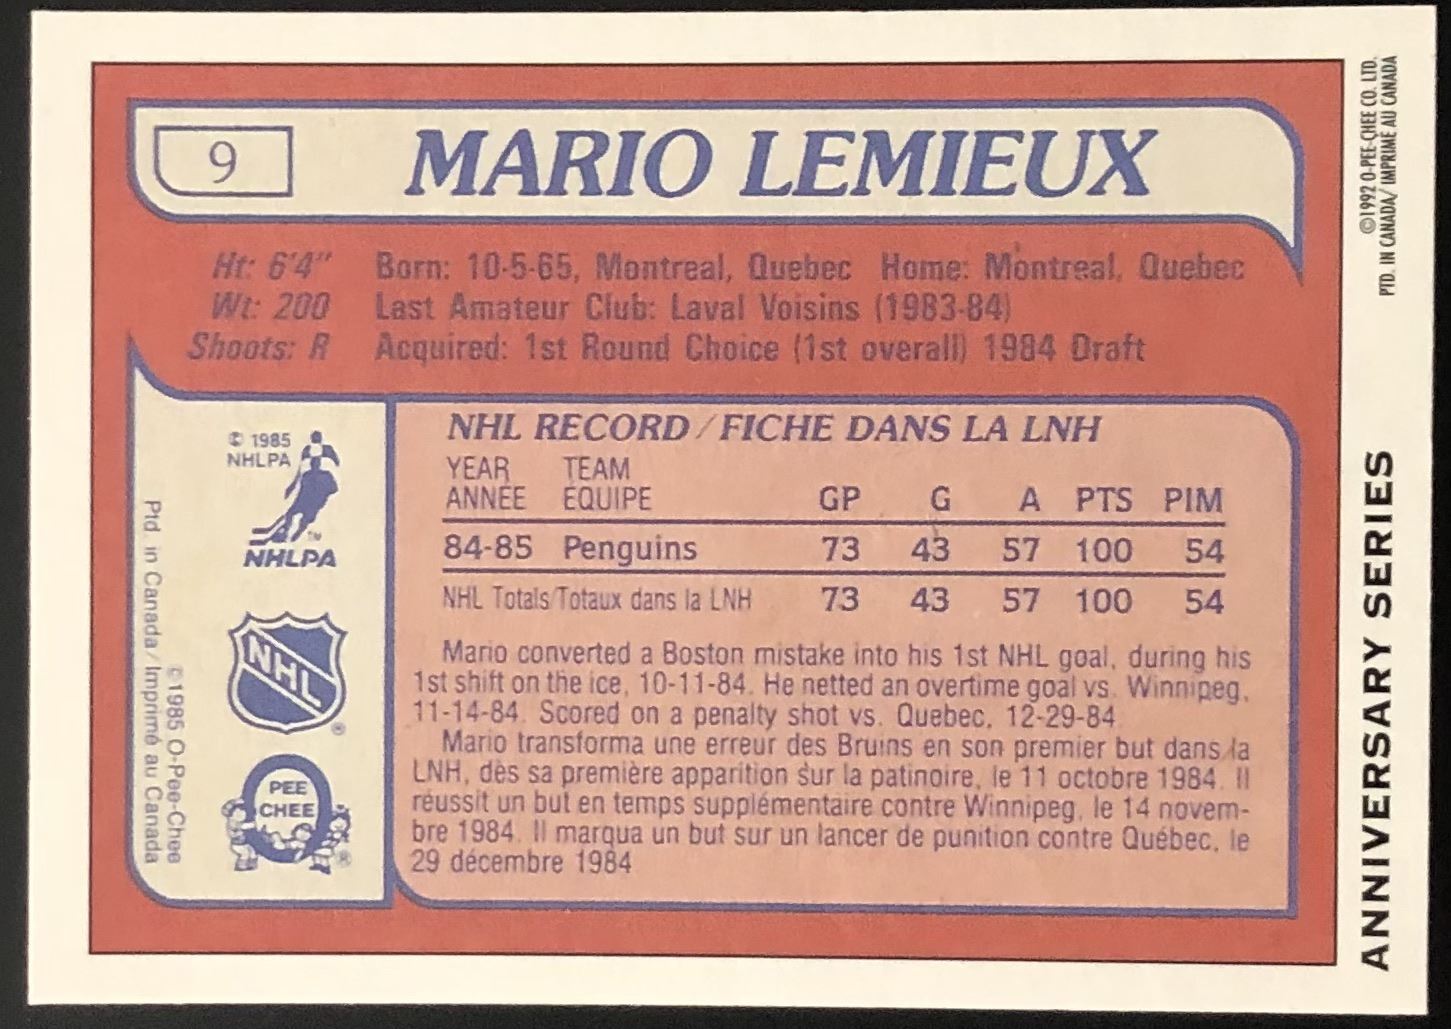 9
MARIO LEMIEUX
Ht: 6'4" Born: 10-5-65, Montreal, Quebec Home: Montreal, Quebec
Wt: 200 Last Amateur Club: Laval Voisins (1983-84)
Shoots: R Acquired: 1st Round Choice (1st overall) 1984 Draft
© 1985
NHLPA
TM
NHLPA
NHL
®
PEE
CHEE
®
©1985 O-Pee-Chee
Ptd. in Canada/Imprimé au Canada
NHL RECORD/FICHE DANS LA LNH
YEAR TEAM
ANNÉE ÉQUIPE GP G A PTS PIM
84-85 Penguins 73 43 57 100 54
NHL Totals/Totaux dans la LNH 73 43 57 100 54
Mario converted a Boston mistake into his 1st NHL goal, during his
1st shift on the ice, 10-11-84. He netted an overtime goal vs. Winnipeg,
11-14-84. Scored on a penalty shot vs. Quebec, 12-29-84.
Mario transforma une erreur des Bruins en son premier but dans la
LNH, dès sa première apparition sur la patinoire, le 11 octobre 1984. Il
réussit un but en temps supplémentaire contre Winnipeg, le 14 novem-
bre 1984. Il marqua un but sur un lancer de punition contre Québec, le
29 décembre 1984
©1992 O-PEE-CHEE CO. LTD.
PTD. IN CANADA/ IMPRIME AU CANADA
ANNIVERSARY SERIES